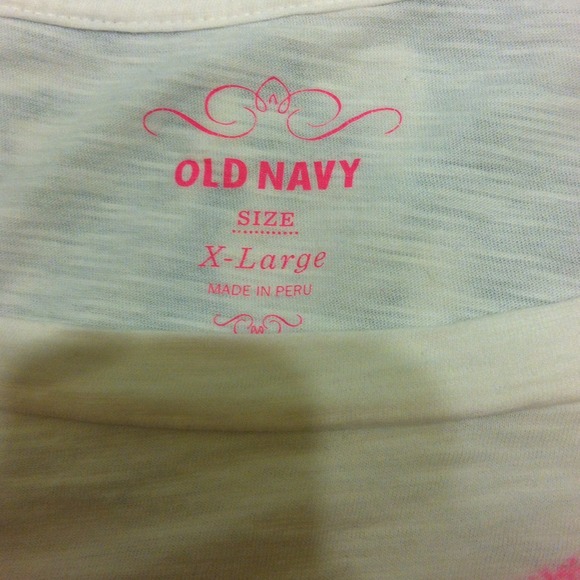 OLD NAVY
SIZE
X-Large
MADE IN PERU